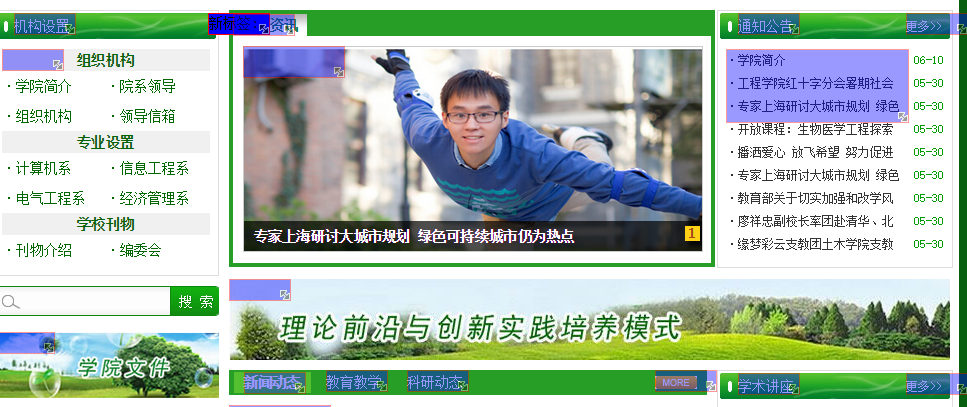 机构设置
组织机构
· 学院简介
· 院系领导
· 组织机构
· 领导信箱
专业设置
· 计算机系
· 信息工程系
· 电气工程系
· 经济管理系
学校刊物
· 刊物介绍
· 编委会
搜 索
学院文件
资讯
专家上海研讨大城市规划 绿色可持续城市仍为热点
1
通知公告
更多>>
· 学院简介 06-10
· 工程学院红十字分会署期社会 05-30
· 专家上海研讨大城市规划 绿色 05-30
· 开放课程：生物医学工程探索 05-30
· 播洒爱心 放飞希望 努力促进 05-30
· 专家上海研讨大城市规划 绿色 05-30
· 教育部关于切实加强和改学风 05-30
· 廖祥忠副校长率团赴清华、北 05-30
· 缘梦彩云支教团土木学院支教 05-30
理论前沿与创新实践培养模式
新闻动态
教育教学
科研动态
MORE
学术讲座
更多>>